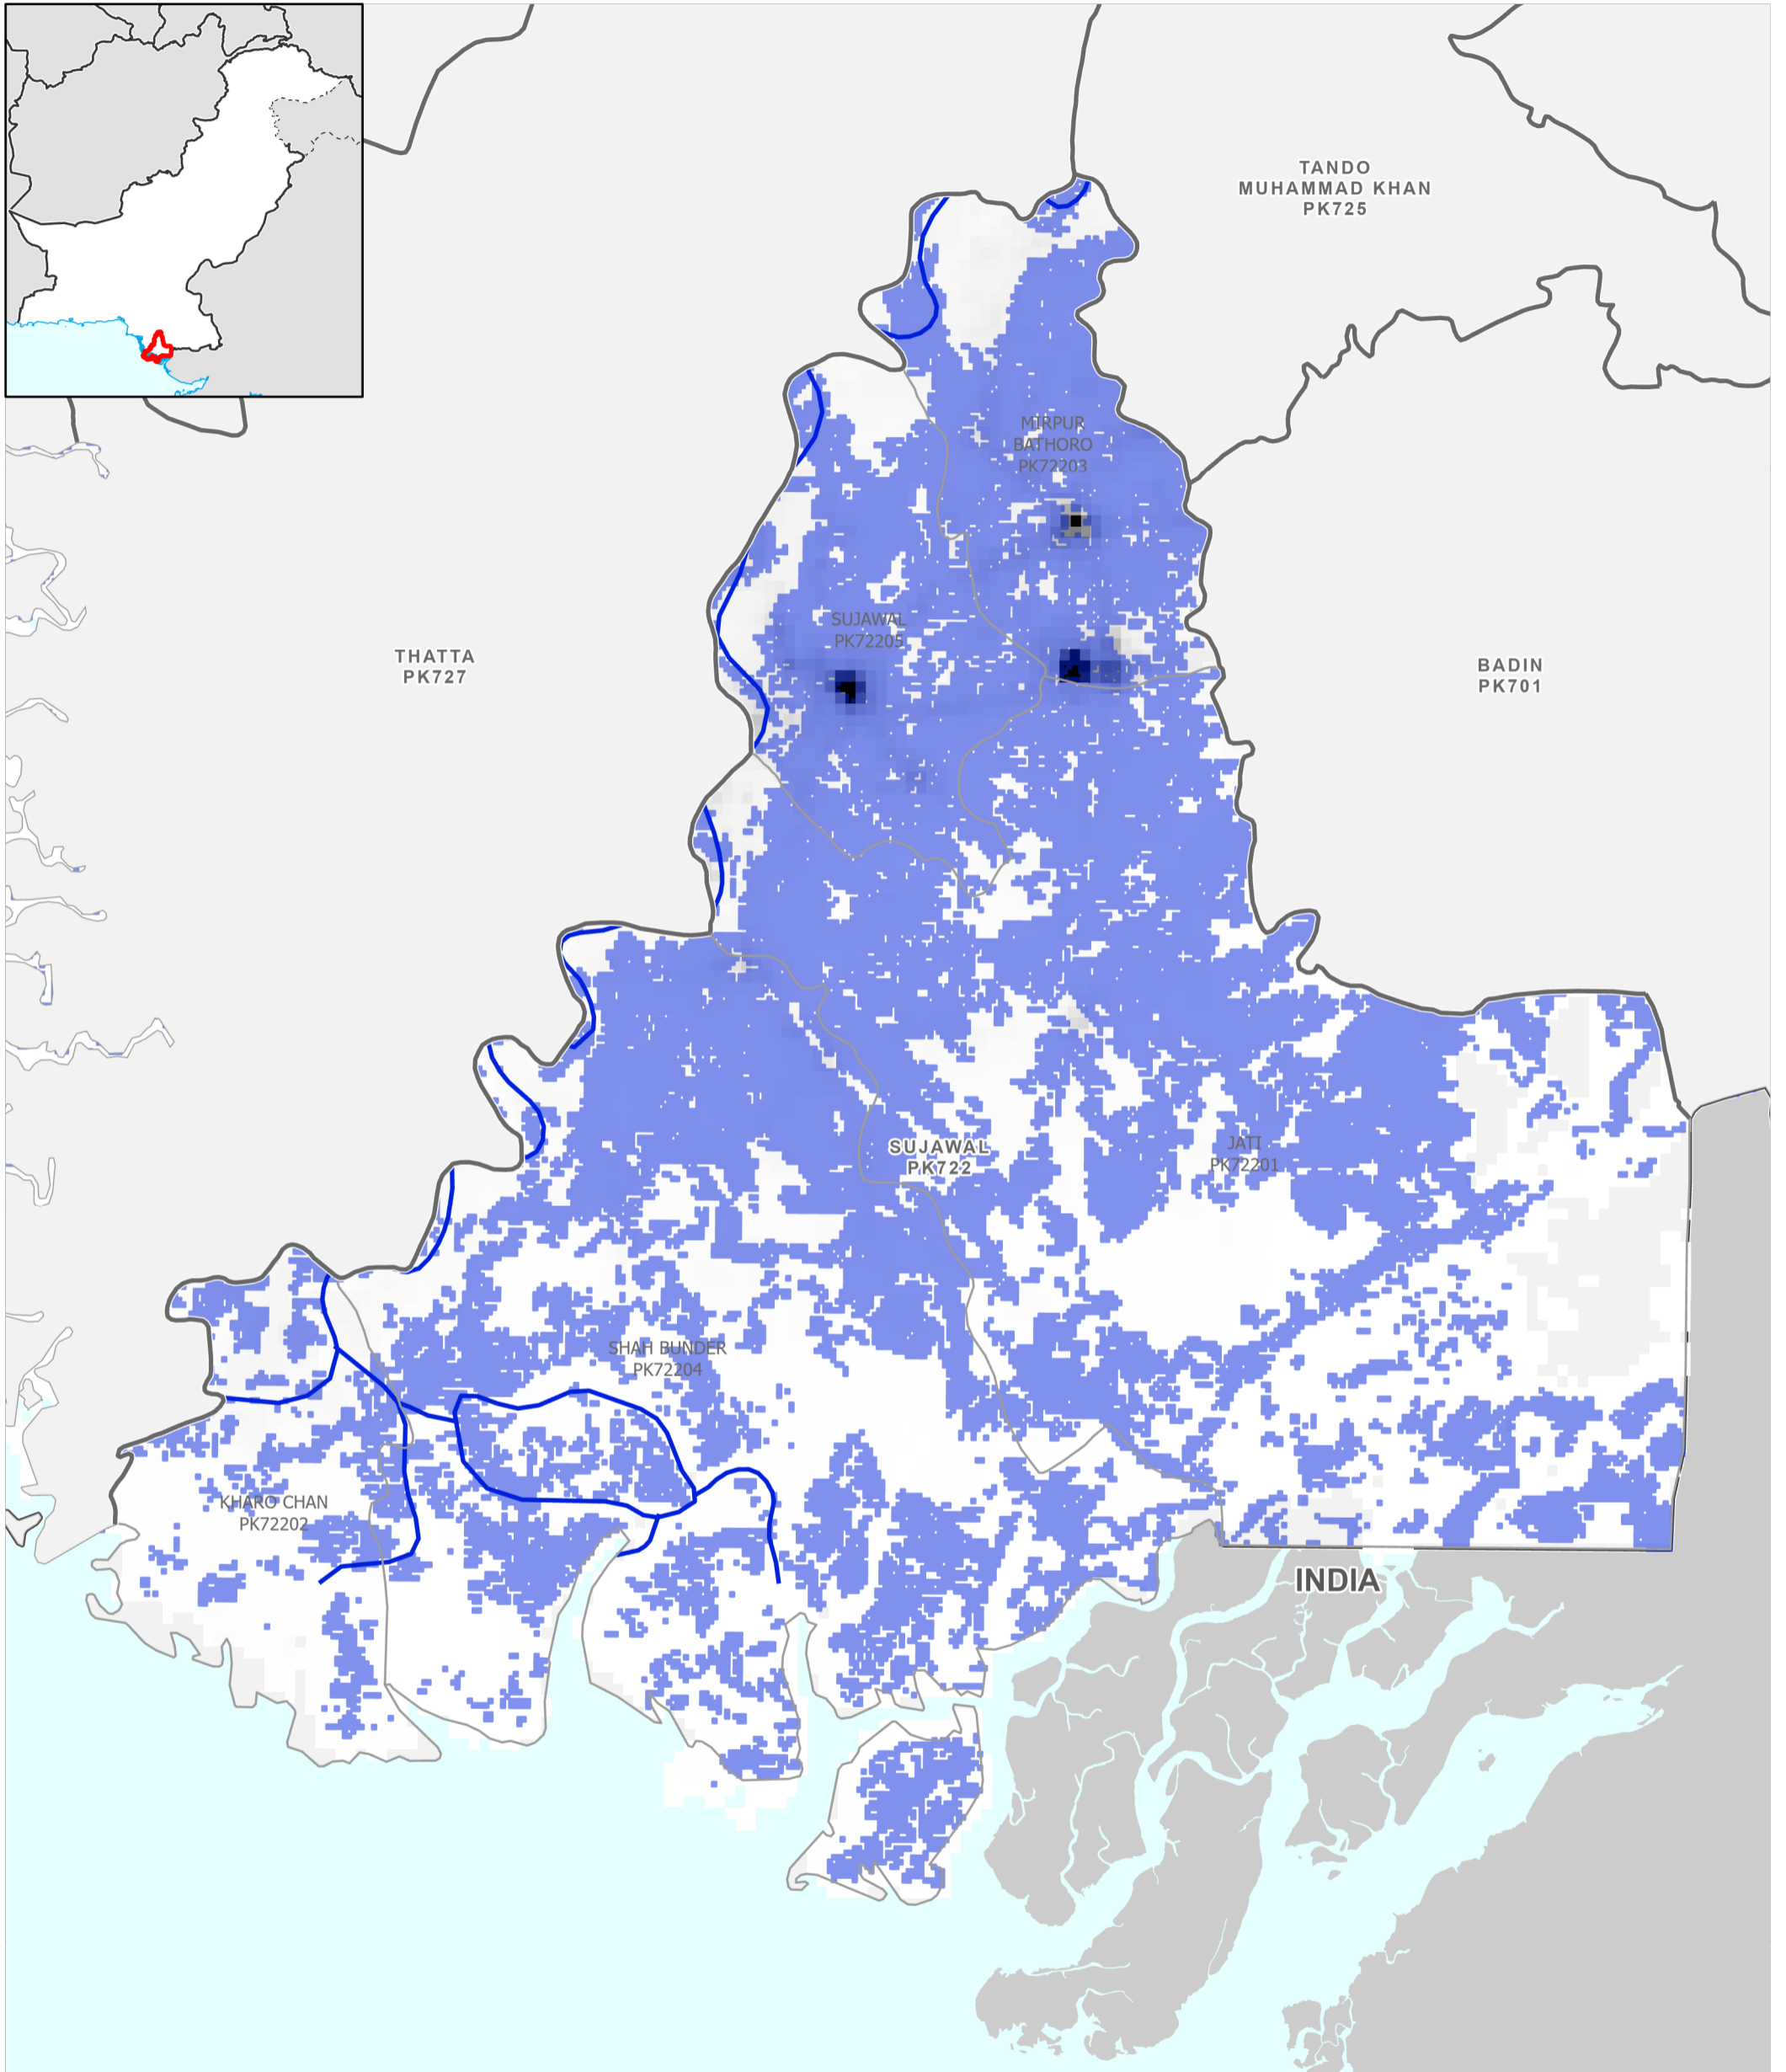 TANDO
MUHAMMAD KHAN
PK725
MIRPUR
BATHORO
PK72203
SUJAWAL
PK72205
THATTA
PK727
BADIN
PK701
SUJAWAL
PK722
JATI
PK72201
SHAH BUNDER
PK72204
KHARO CHAN
PK72202
INDIA